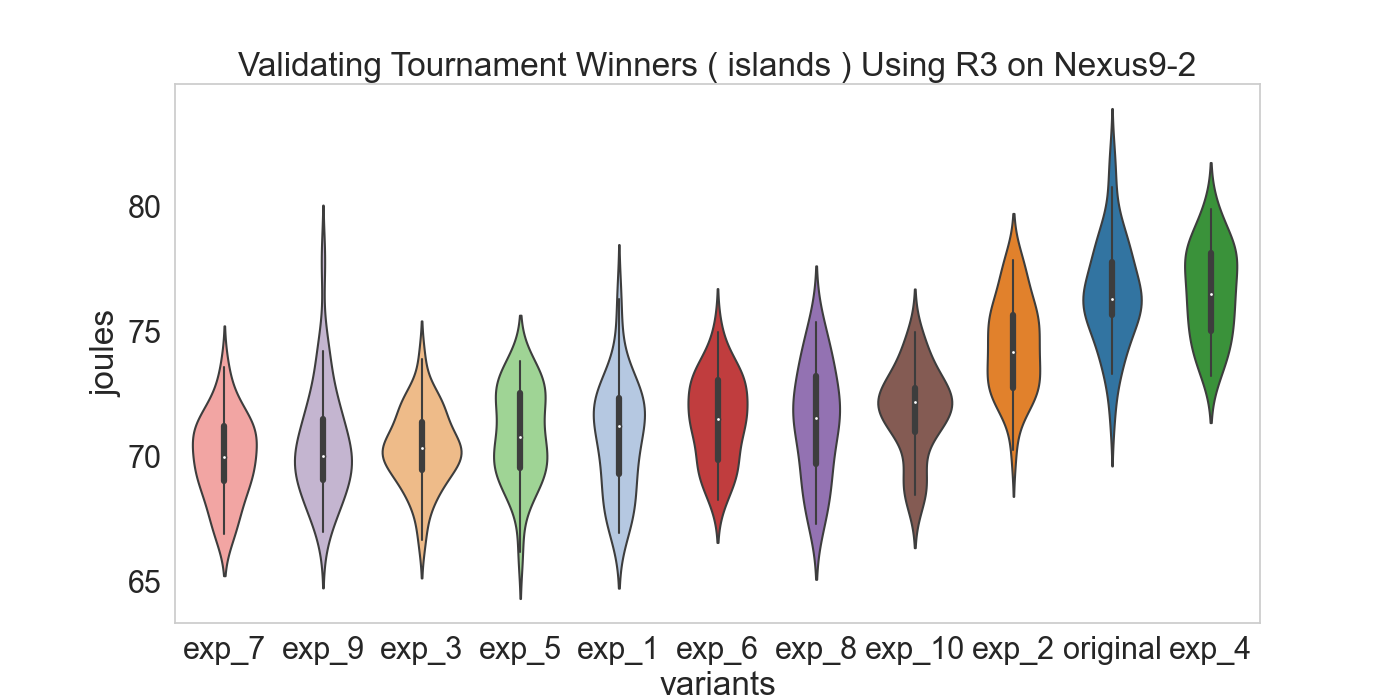 Validating Tournament Winners ( islands ) Using R3 on Nexus9-2
joules
80
75
70
65
exp_7 exp_9 exp_3 exp_5 exp_1 exp_6 exp_8 exp_10 exp_2 original exp_4
variants